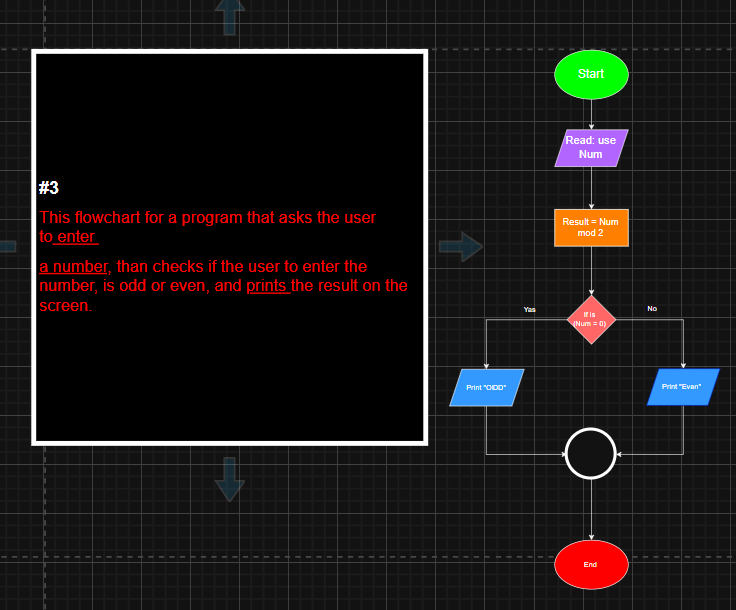 #3
This flowchart for a program that asks the user
to enter
a number, than checks if the user to enter the
number, is odd or even, and prints the result on the
screen.
Start
Read: use
Num
Result = Num
mod 2
Iff is
(Num = 0)
Yas
No
Print "OIDD"
Print "Evan"
End